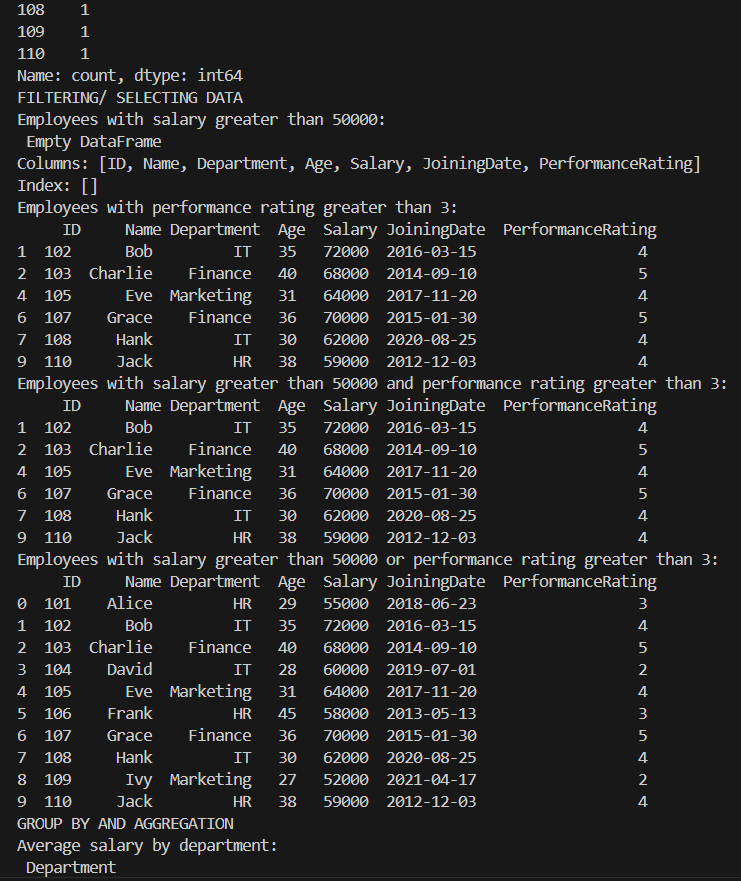 108    1
109    1
110    1
Name: count, dtype: int64
FILTERING/ SELECTING DATA
Employees with salary greater than 50000:
 Empty DataFrame
Columns: [ID, Name, Department, Age, Salary, JoiningDate, PerformanceRating]
Index: []
Employees with performance rating greater than 3:
     ID     Name Department  Age  Salary JoiningDate  PerformanceRating
1  102      Bob         IT   35   72000  2016-03-15                  4
2  103  Charlie    Finance   40   68000  2014-09-10                  5
4  105      Eve  Marketing   31   64000  2017-11-20                  4
6  107    Grace    Finance   36   70000  2015-01-30                  5
7  108     Hank         IT   30   62000  2020-08-25                  4
9  110     Jack         HR   38   59000  2012-12-03                  4
Employees with salary greater than 50000 and performance rating greater than 3:
     ID     Name Department  Age  Salary JoiningDate  PerformanceRating
1  102      Bob         IT   35   72000  2016-03-15                  4
2  103  Charlie    Finance   40   68000  2014-09-10                  5
4  105      Eve  Marketing   31   64000  2017-11-20                  4
6  107    Grace    Finance   36   70000  2015-01-30                  5
7  108     Hank         IT   30   62000  2020-08-25                  4
9  110     Jack         HR   38   59000  2012-12-03                  4
Employees with salary greater than 50000 or performance rating greater than 3:
     ID     Name Department  Age  Salary JoiningDate  PerformanceRating
0  101    Alice         HR   29   55000  2018-06-23                  3
1  102      Bob         IT   35   72000  2016-03-15                  4
2  103  Charlie    Finance   40   68000  2014-09-10                  5
3  104    David         IT   28   60000  2019-07-01                  2
4  105      Eve  Marketing   31   64000  2017-11-20                  4
5  106    Frank         HR   45   58000  2013-05-13                  3
6  107    Grace    Finance   36   70000  2015-01-30                  5
7  108     Hank         IT   30   62000  2020-08-25                  4
8  109      Ivy  Marketing   27   52000  2021-04-17                  2
9  110     Jack         HR   38   59000  2012-12-03                  4
GROUP BY AND AGGREGATION
Average salary by department:
 Department